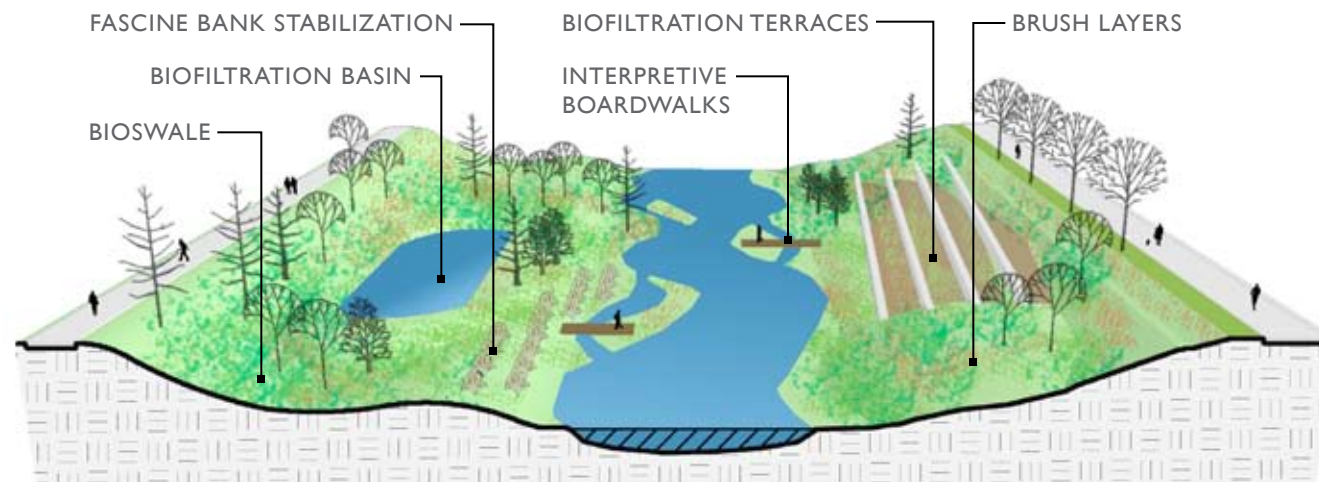 FASCINE BANK STABILIZATION
BIOFILTRATION TERRACES
BRUSH LAYERS
BIOFILTRATION BASIN
INTERPRETIVE
BOARDWALKS
BIOSWALE